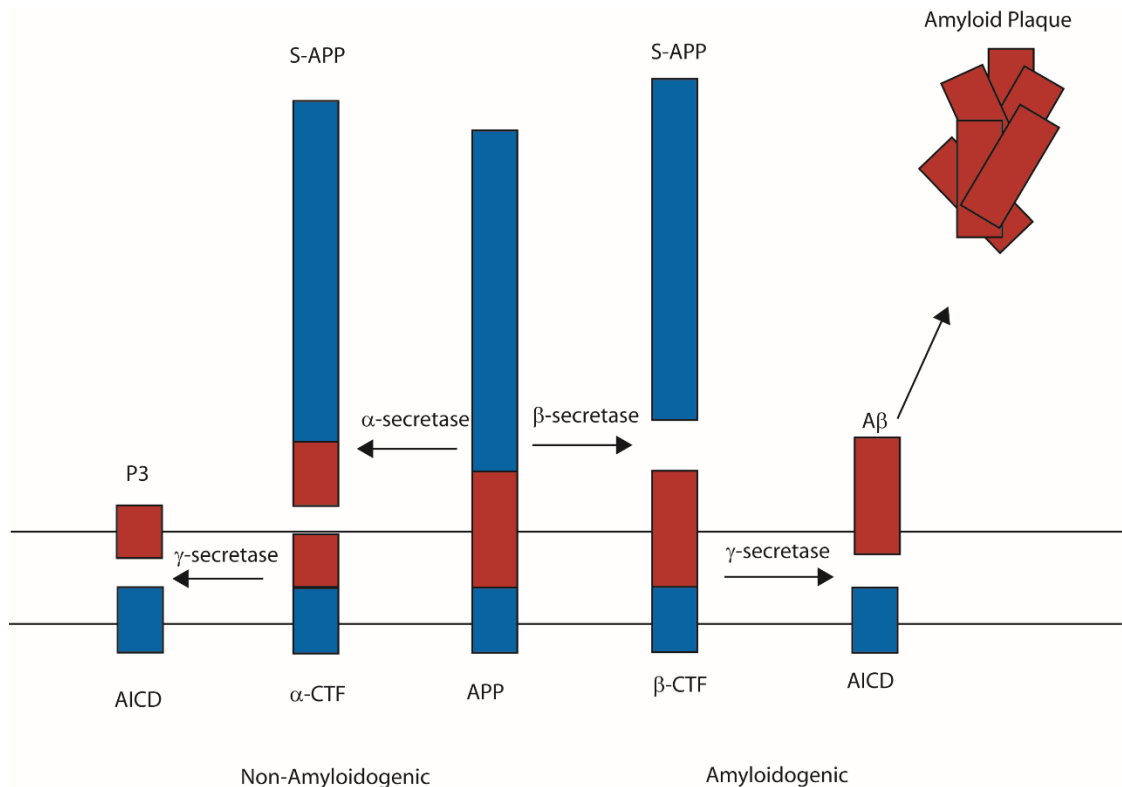 Amyloid Plaque
S-APP
S-APP
α-secretase
β-secretase
Aβ
P3
γ-secretase
γ-secretase
AICD
α-CTF
APP
β-CTF
AICD
Non-Amyloidogenic
Amyloidogenic